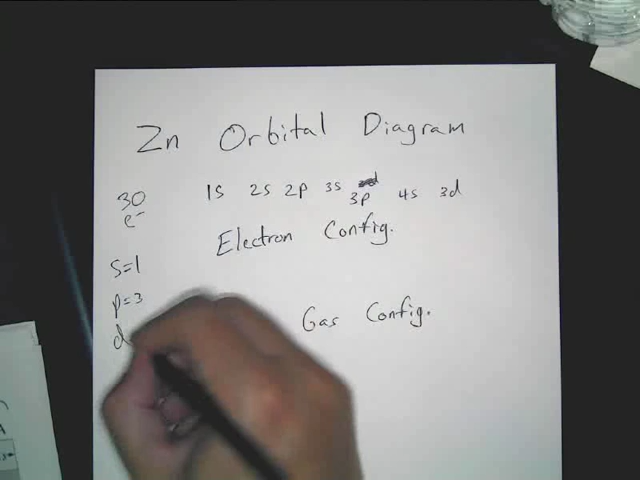 Zn Orbital Diagram
30 1s 2s 2p 3s 3p 4s 3d
e⁻
Electron Config.
s=1
p=3
Gas Config.
d
A